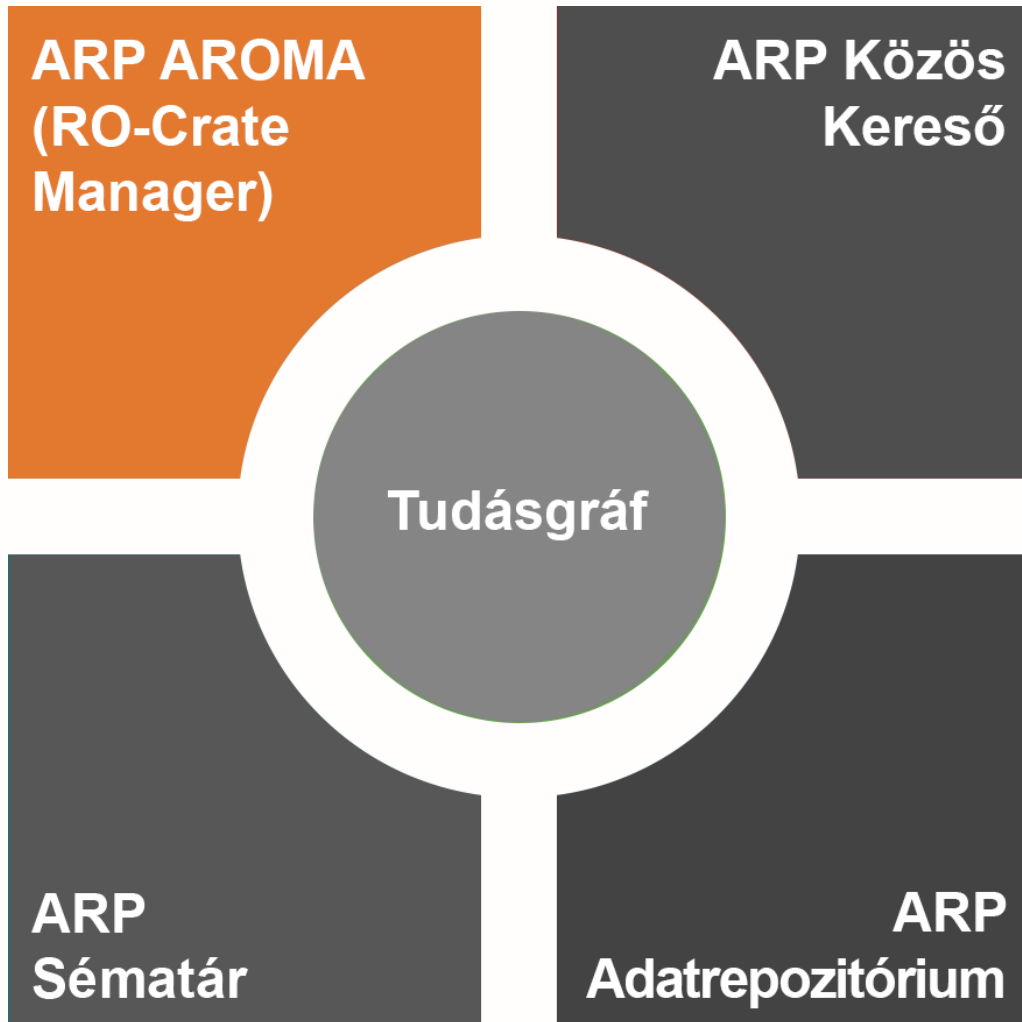 ARP AROMA
(RO-Crate
Manager)
ARP Közös
Kereső
Tudásgráf
ARP
Sématár
ARP
Adatrepozitórium